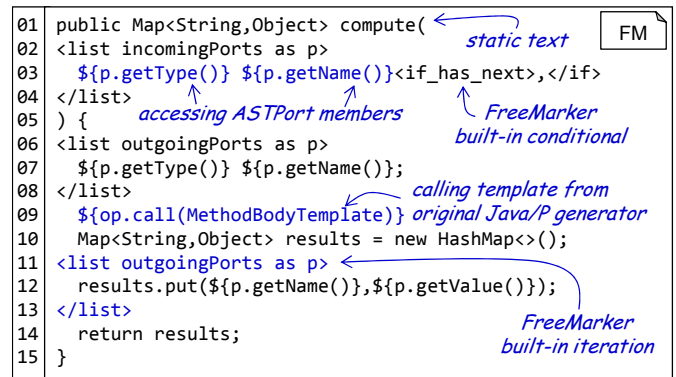 01 public Map<String,Object> compute(
static text
FM
02 <list incomingPorts as p>
03 ${p.getType()} ${p.getName()}<if_has_next>,</if>
04 </list>
accessing ASTPort members
FreeMarker
built-in conditional
05 ) {
06 <list outgoingPorts as p>
07 ${p.getType()} ${p.getName()};
08 </list>
calling template from
09 ${op.call(MethodBodyTemplate)} original Java/P generator
10 Map<String,Object> results = new HashMap<>();
11 <list outgoingPorts as p>
12 results.put(${p.getName()},${p.getValue()});
13 </list>
FreeMarker
built-in iteration
14 return results;
15 }